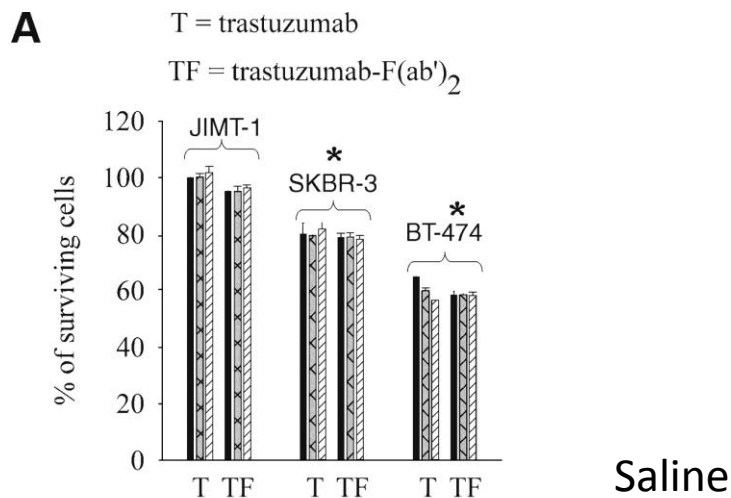 A
T = trastuzumab
TF = trastuzumab-F(ab')2
% of surviving cells
120
100
80
60
40
20
0
JIMT-1
*
SKBR-3
*
BT-474
T TF T TF T TF
Saline